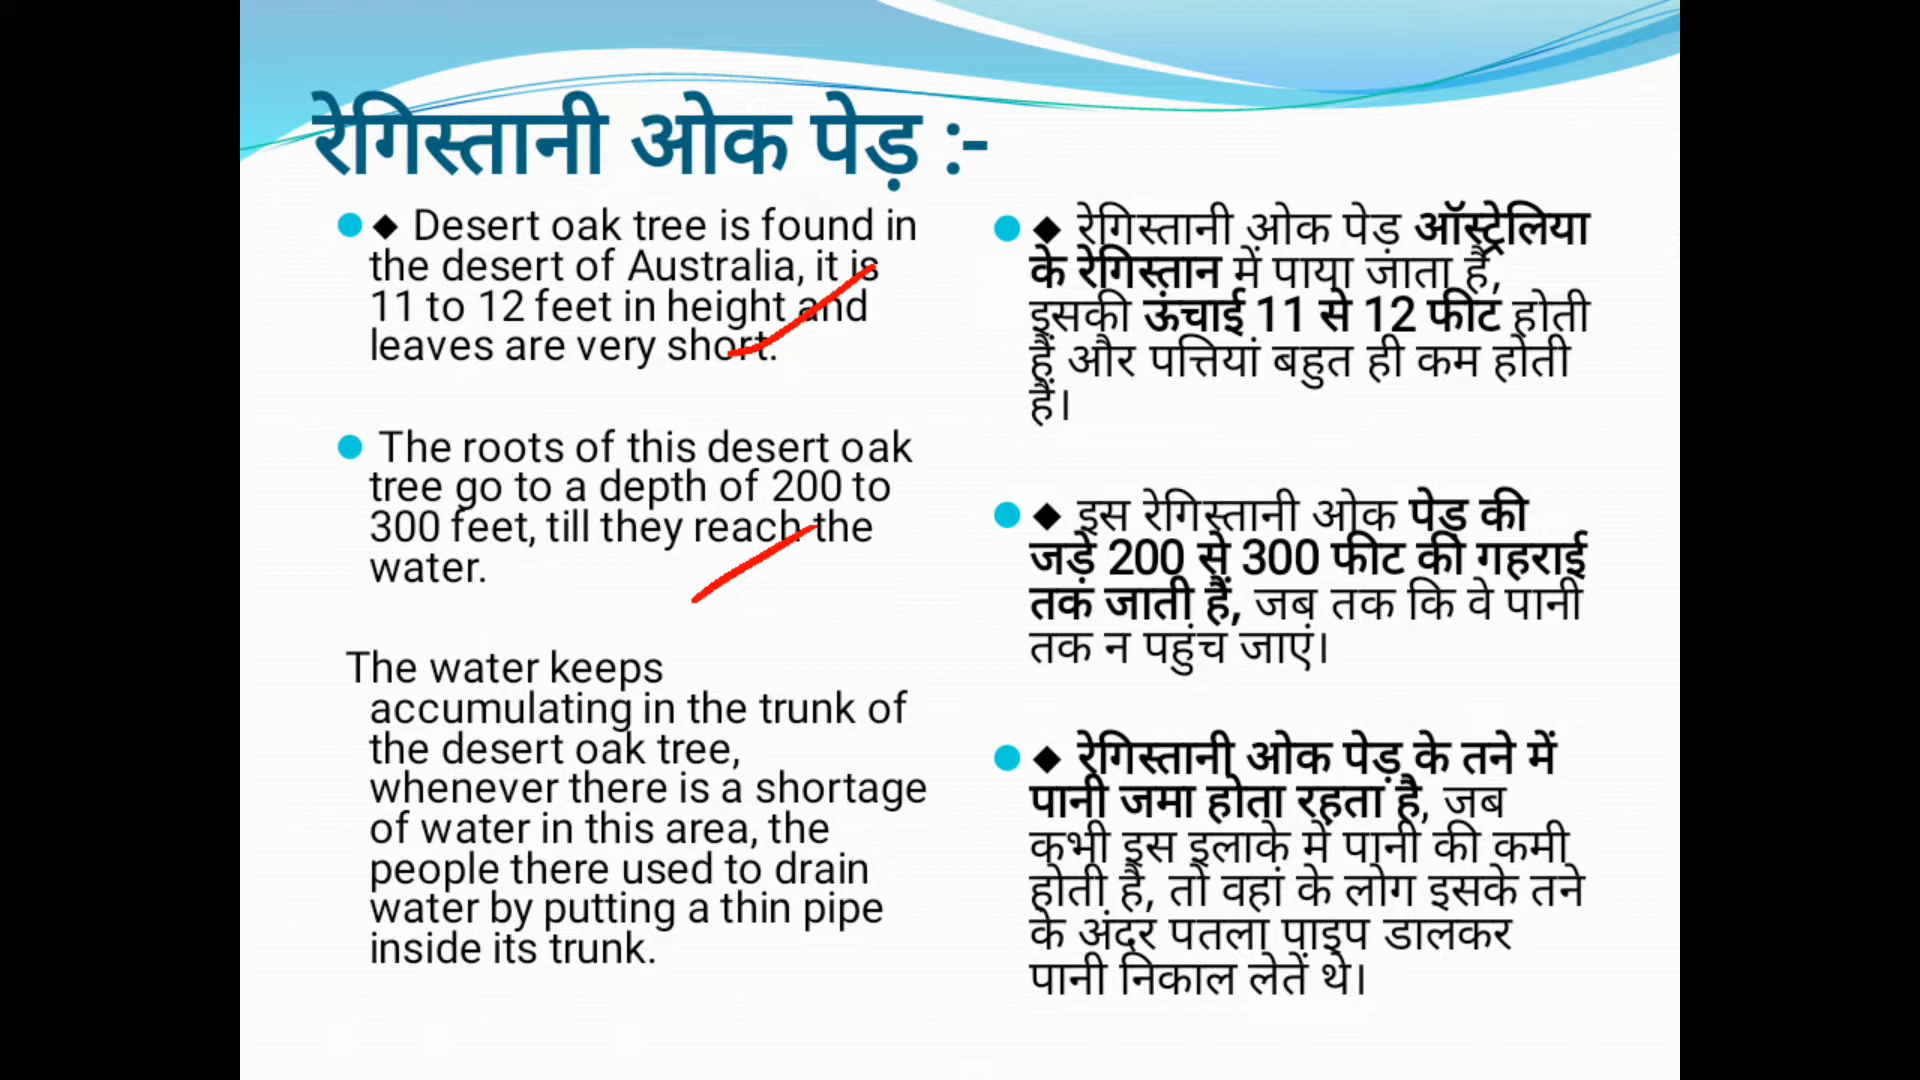 रेगिस्तानी ओक पेड़ :-
◆ Desert oak tree is found in
the desert of Australia, it is
11 to 12 feet in height and
leaves are very short.
The roots of this desert oak
tree go to a depth of 200 to
300 feet, till they reach the
water.
The water keeps
accumulating in the trunk of
the desert oak tree,
whenever there is a shortage
of water in this area, the
people there used to drain
water by putting a thin pipe
inside its trunk.
◆ रेगिस्तानी ओक पेड़ ऑस्ट्रेलिया
के रेगिस्तान में पाया जाता है,
इसकी ऊंचाई 11 से 12 फीट होती
हैं और पत्तियां बहुत ही कम होती
हैं।
◆ इस रेगिस्तानी ओक पेड़ की
जड़े 200 से 300 फीट की गहराई
तक जाती हैं, जब तक कि वे पानी
तक न पहुंच जाएं।
◆ रेगिस्तानी ओक पेड़ के तने में
पानी जमा होता रहता है, जब
कभी इस इलाके में पानी की कमी
होती है, तो वहां के लोग इसके तने
के अंदर पतला पाइप डालकर
पानी निकाल लेतें थे।